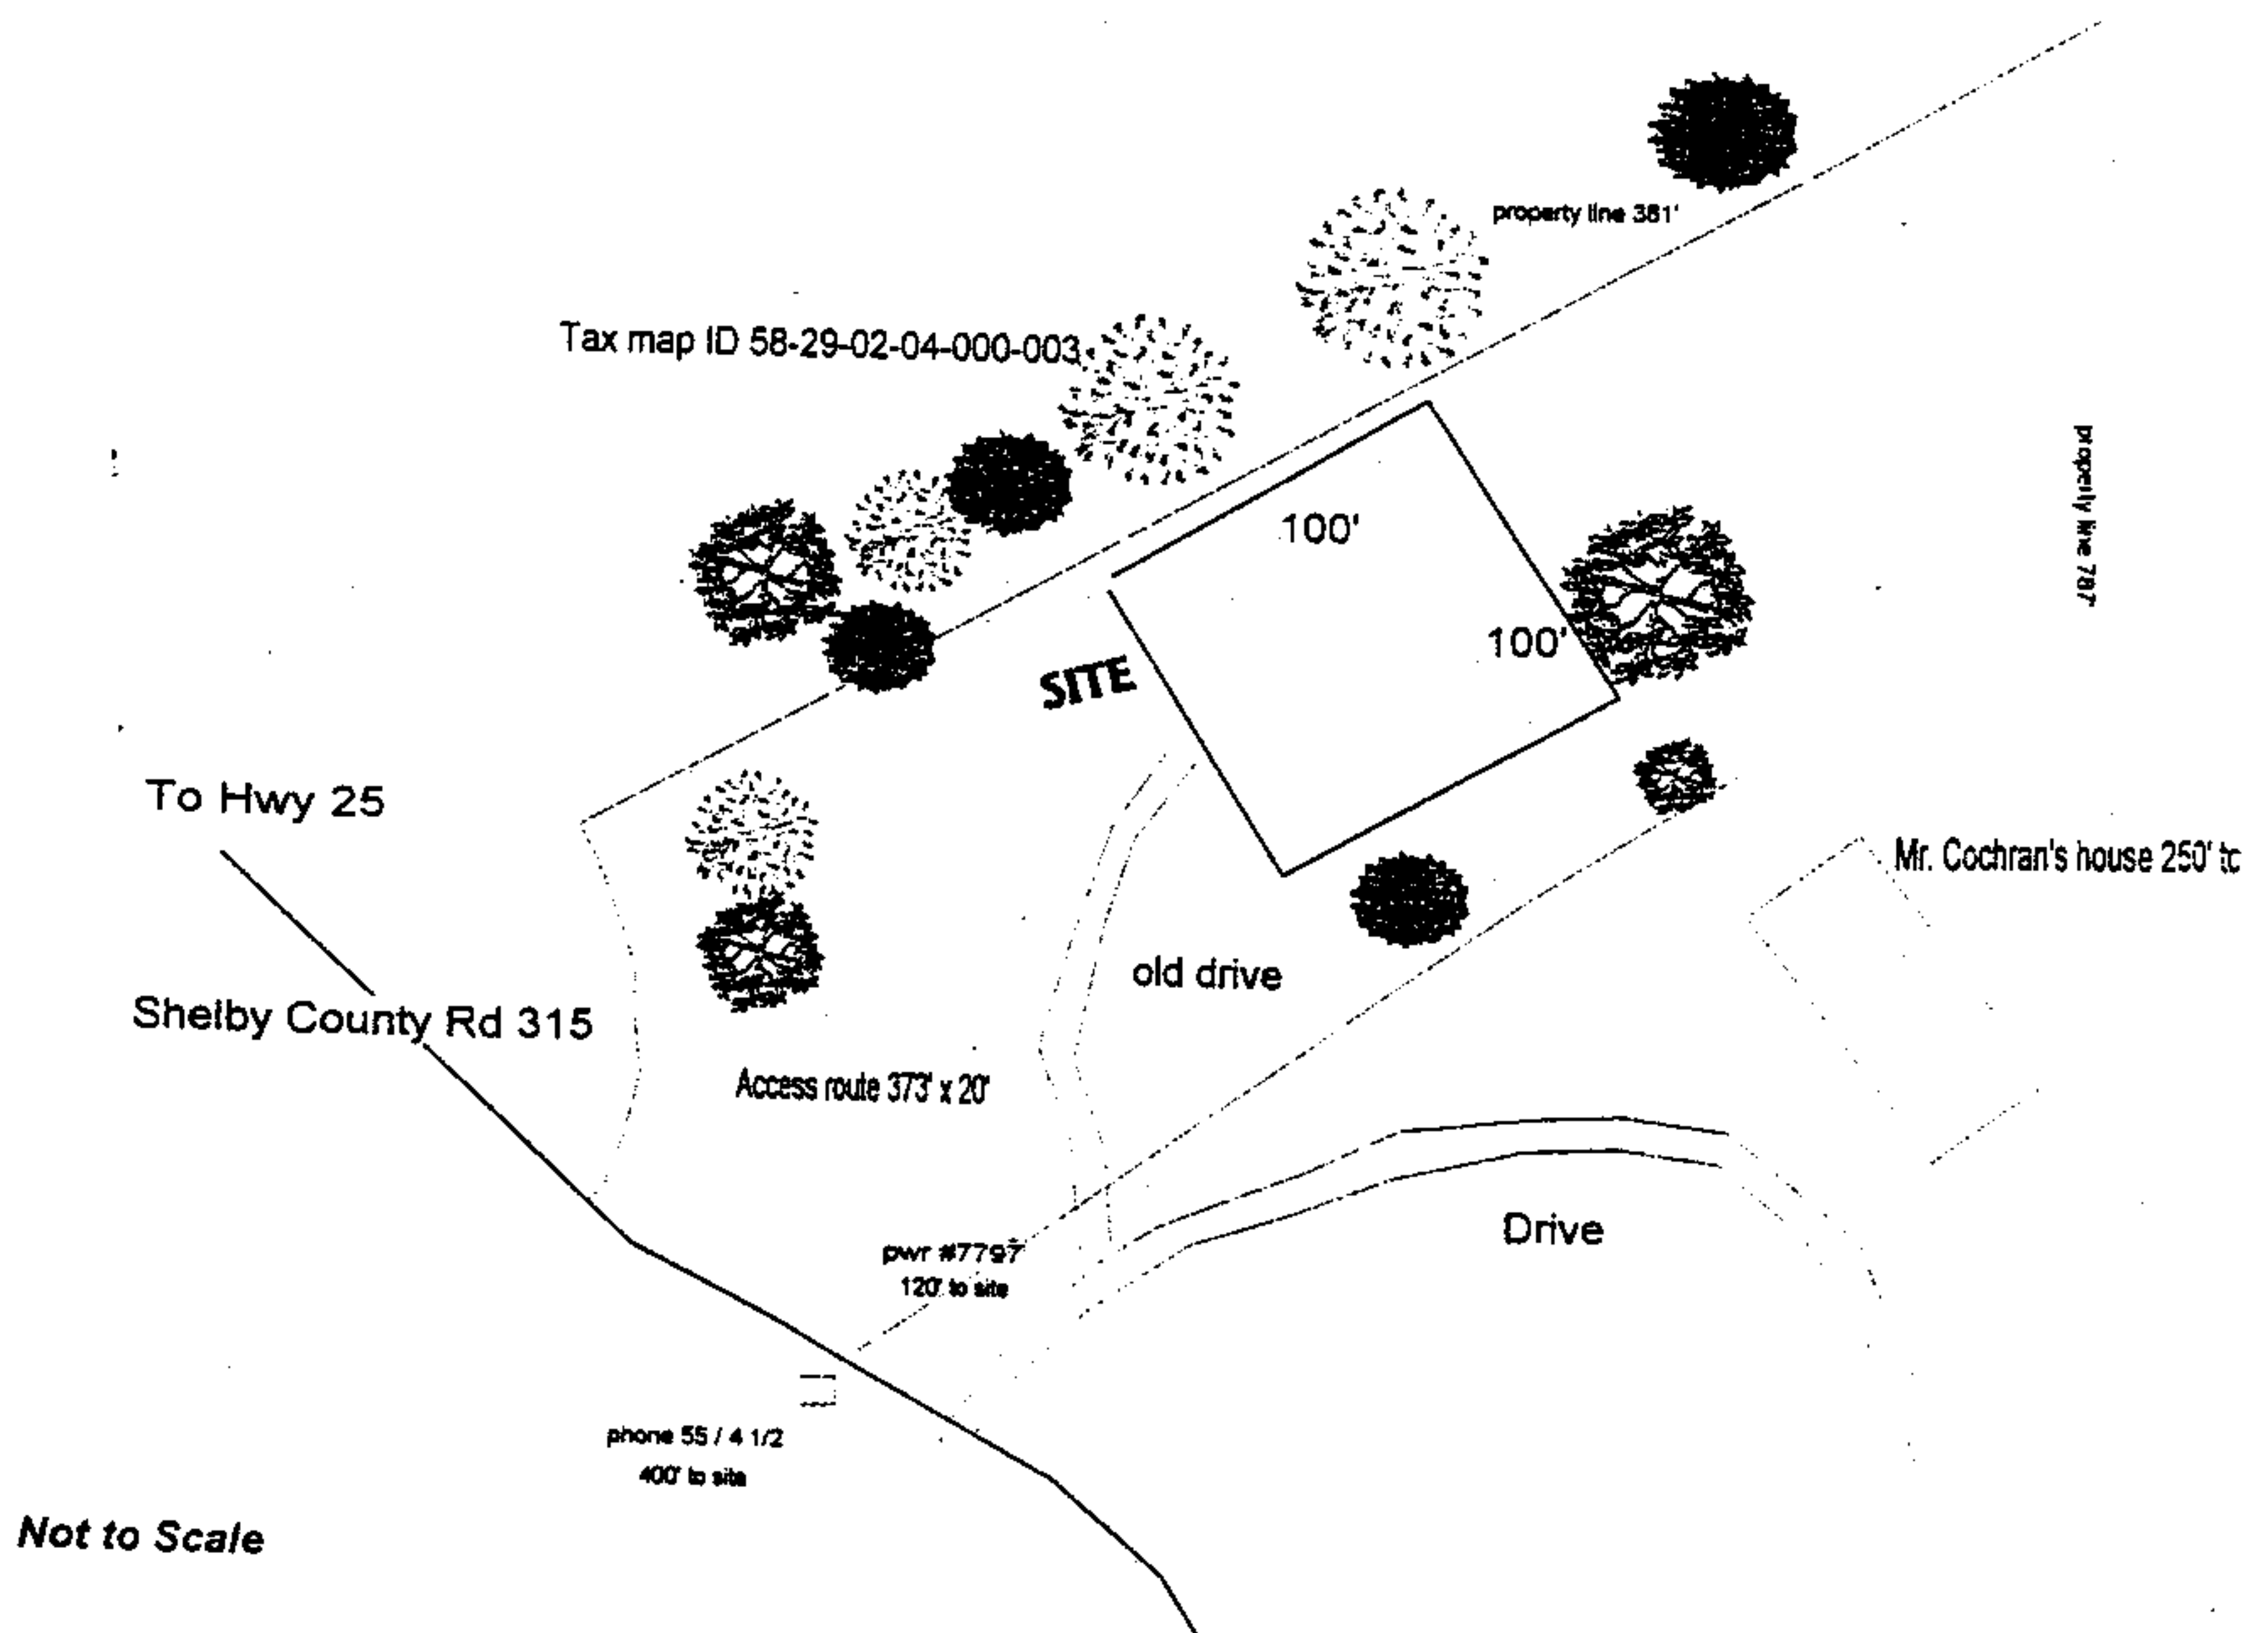 property line 381'
Tax map ID 58-29-02-04-000-003
property line 787'
100'
100'
SITE
To Hwy 25
Mr. Cochran's house 250' tc
old drive
Shelby County Rd 315
Access route 373' x 20'
Drive
pwr #7797
120' to site
phone 55 / 4 1/2
400' to site
Not to Scale